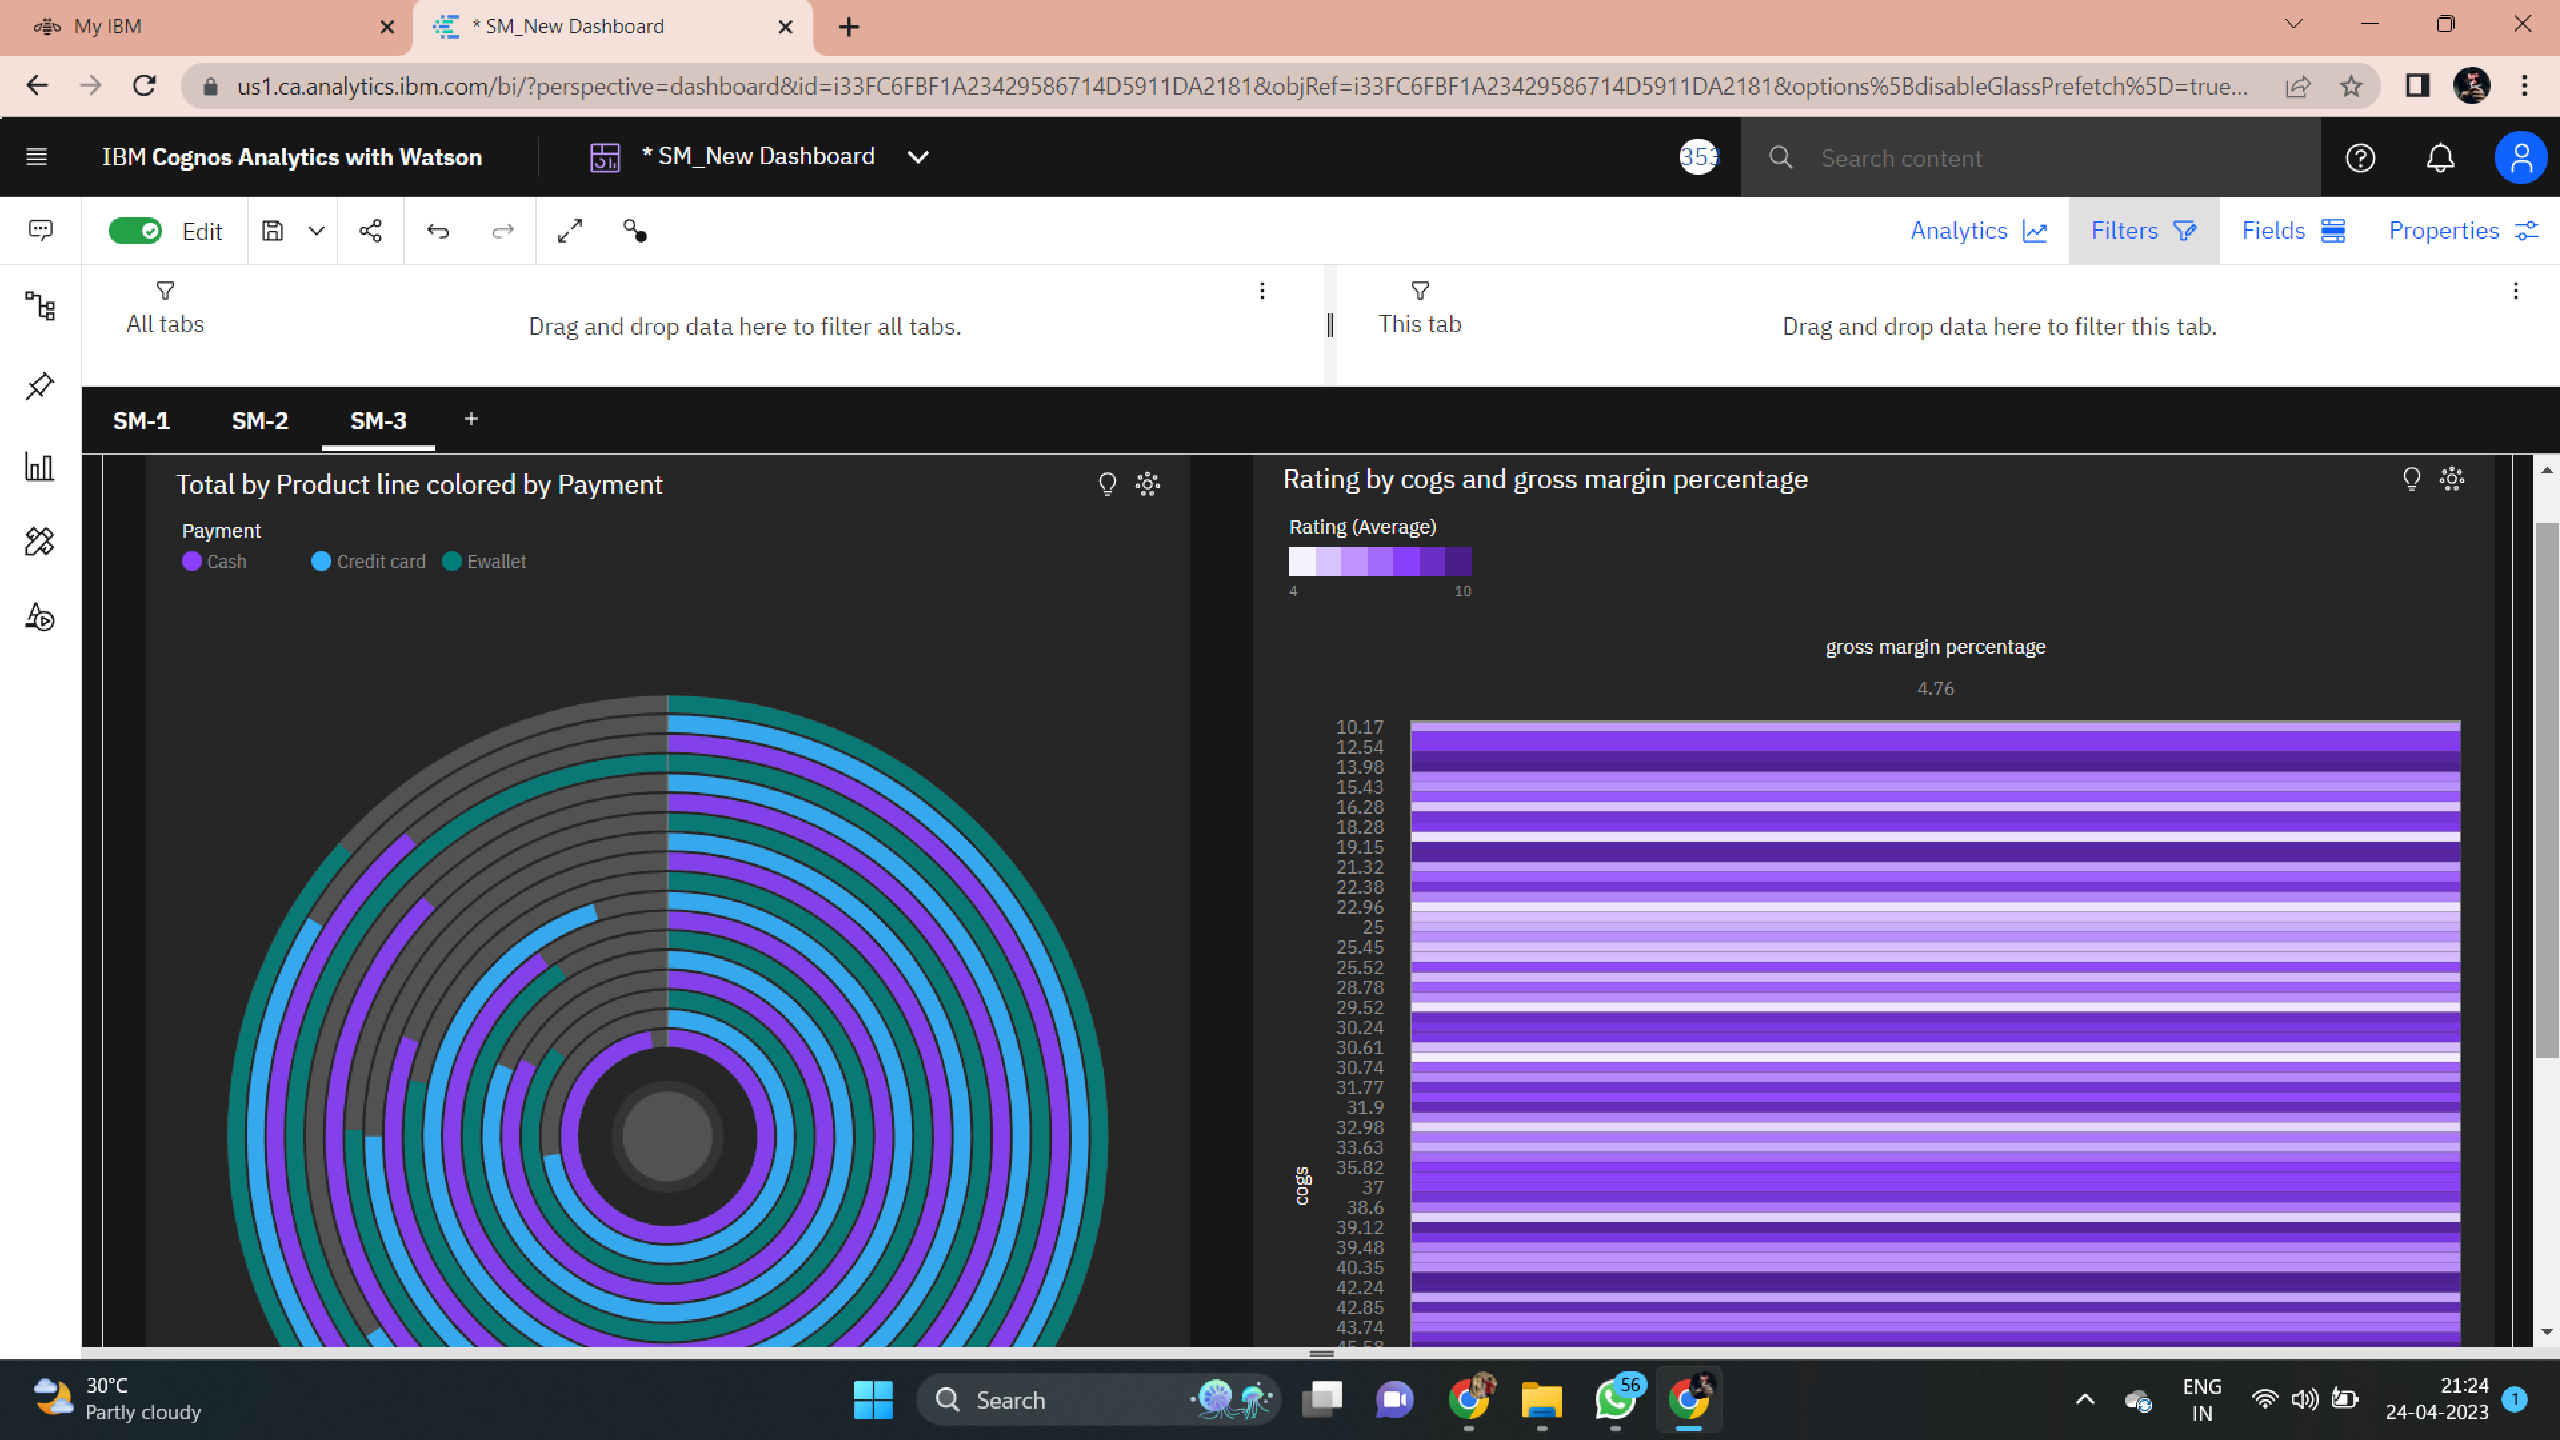 My IBM
* SM_New Dashboard
us1.ca.analytics.ibm.com/bi/?perspective=dashboard&id=i33FC6FBF1A23429586714D5911DA2181&objRef=i33FC6FBF1A23429586714D5911DA2181&options%5BdisableGlassPrefetch%5D=true...
IBM Cognos Analytics with Watson
* SM_New Dashboard
353
Search content
Edit
Analytics
Filters
Fields
Properties
All tabs
Drag and drop data here to filter all tabs.
This tab
Drag and drop data here to filter this tab.
SM-1
SM-2
SM-3
Total by Product line colored by Payment
Payment
Cash
Credit card
Ewallet
Rating by cogs and gross margin percentage
Rating (Average)
4
10
gross margin percentage
4.76
cogs
10.17
12.54
13.98
15.43
16.28
18.28
19.15
21.32
22.38
22.96
25
25.45
25.52
28.78
29.52
30.24
30.61
30.74
31.77
31.9
32.98
33.63
35.82
37
38.6
39.12
39.48
40.35
42.24
42.85
43.74
30°C
Partly cloudy
Search
56
ENG
IN
21:24
24-04-2023
1